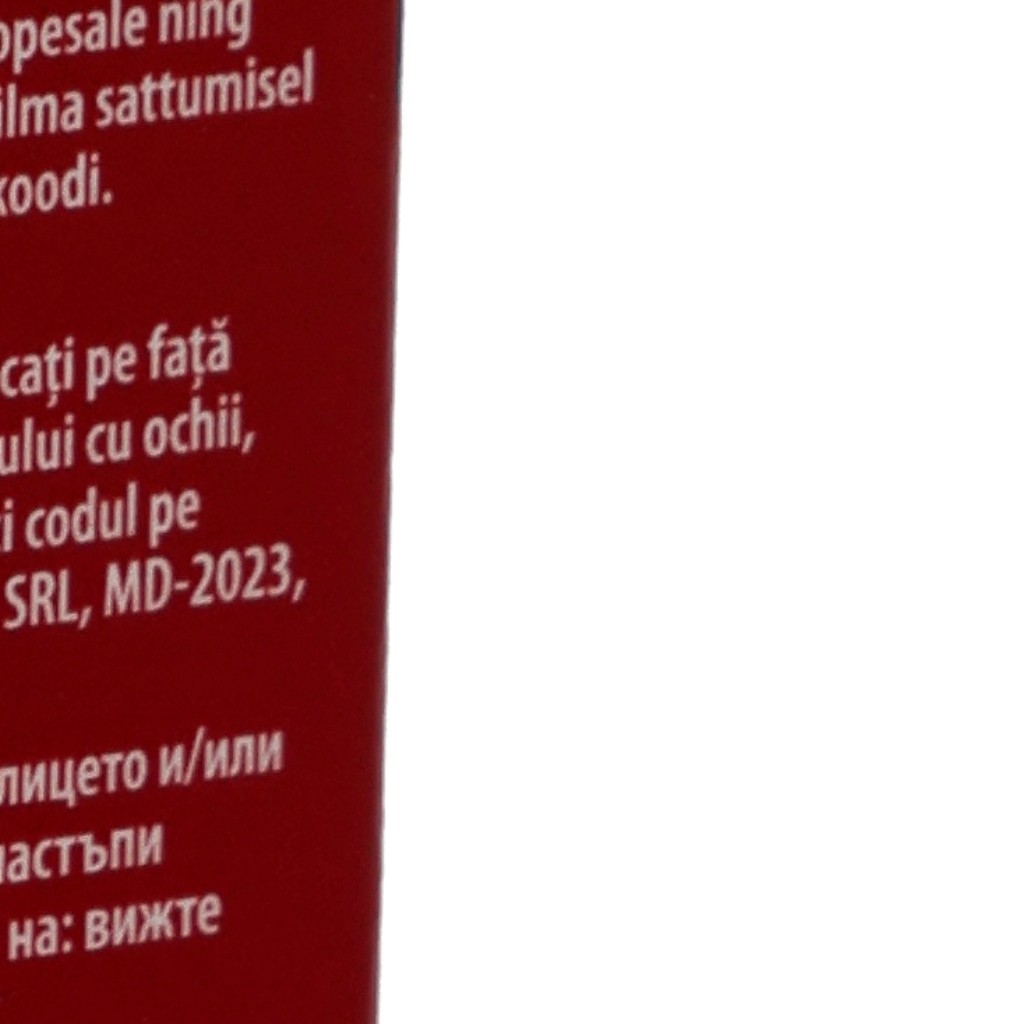 opesale ning
ilma sattumisel
koodi.
cați pe față
ului cu ochii,
i codul pe
SRL, MD-2023,
лицето и/или
настъпи
на: вижте